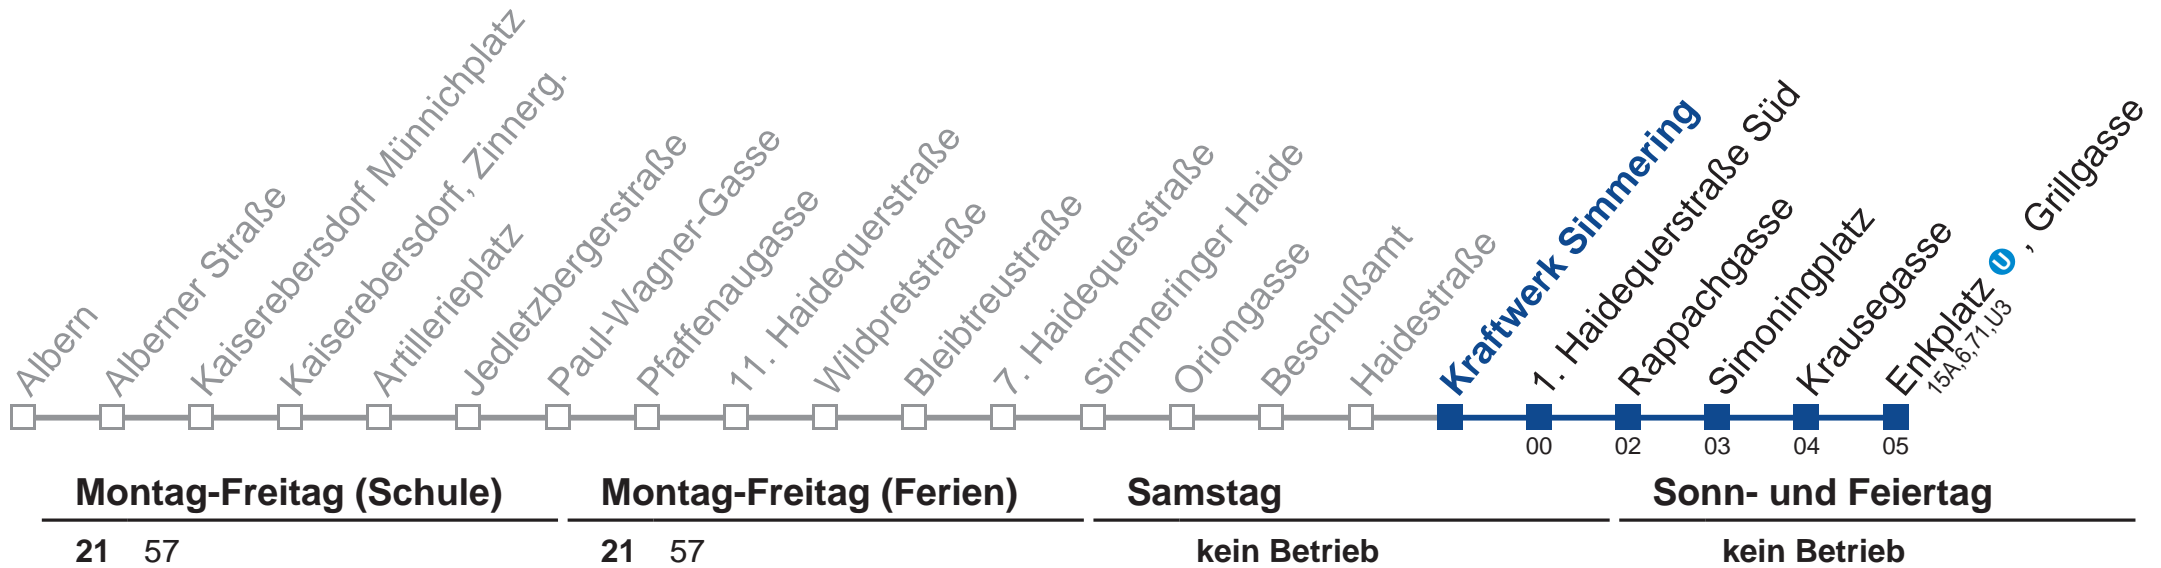 Albern
Alberner Straße
Kaiserebersdorf Münnichplatz
Kaiserebersdorf, Zinnerg.
Artillerieplatz
Jedletzbergerstraße
Paul-Wagner-Gasse
Pfaffenaugasse
11. Haidequerstraße
Wildpretstraße
Bleibtreustraße
7. Haidequerstraße
Simmeringer Haide
Oriongasse
Beschußamt
Haidestraße
Kraftwerk Simmering
1. Haidequerstraße Süd
Rappachgasse
Simoningplatz
Krausegasse
Enkplatz U , Grillgasse
15A,6,71,U3
00 02 03 04 05
Montag-Freitag (Schule) Montag-Freitag (Ferien) Samstag Sonn- und Feiertag
21 57 21 57 kein Betrieb kein Betrieb